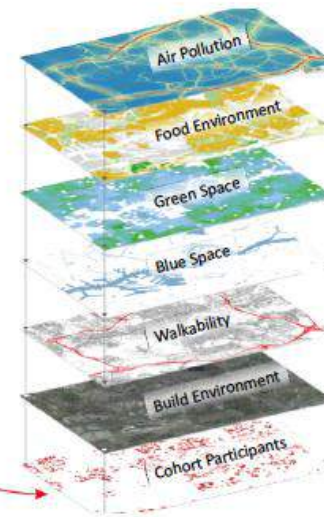 Air Pollution
Food Environment
Green Space
Blue Space
Walkability
Build Environment
Cohort Participants